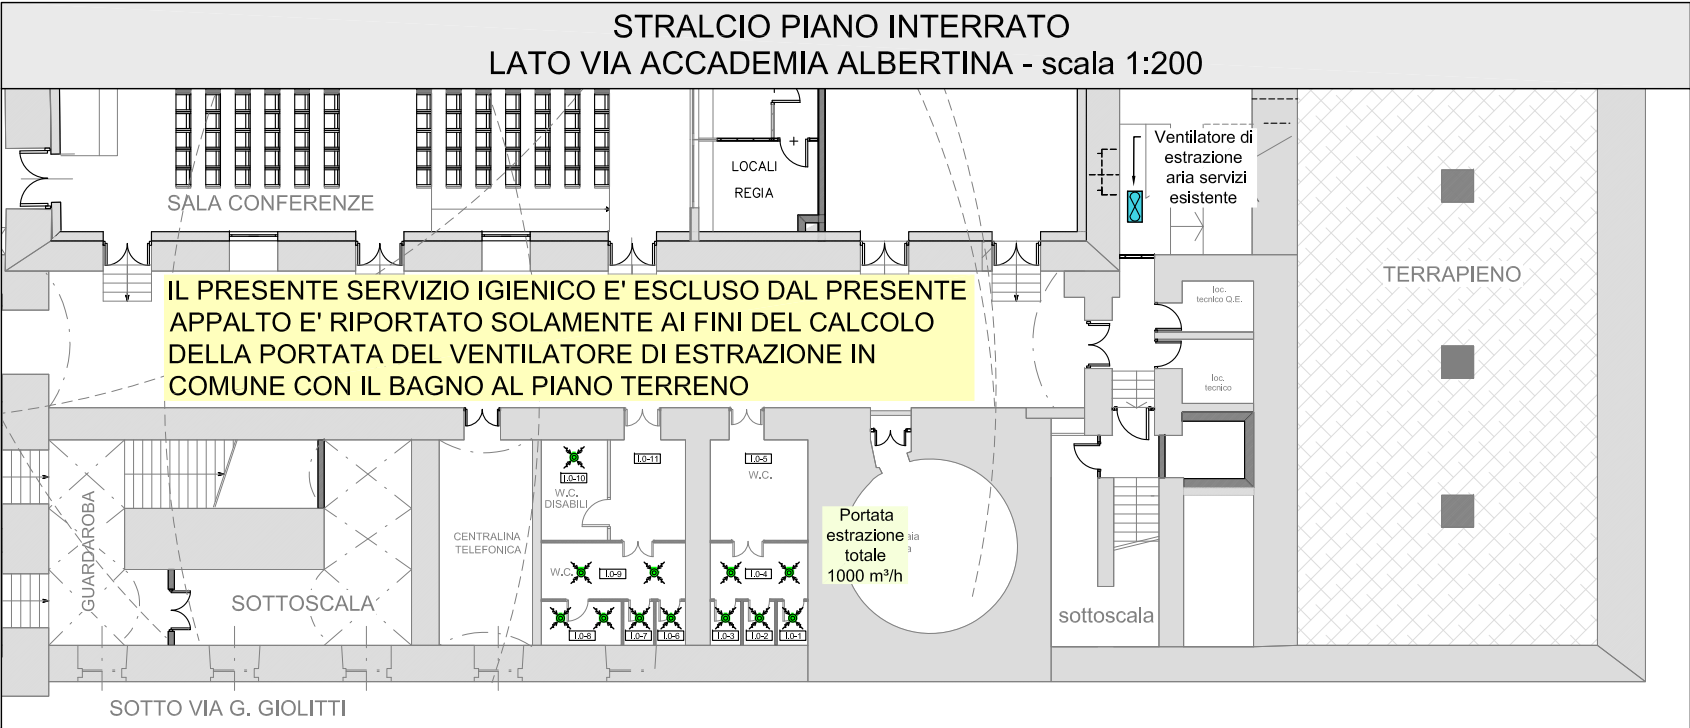 STRALCIO PIANO INTERRATO
LATO VIA ACCADEMIA ALBERTINA - scala 1:200
Ventilatore di
estrazione
aria servizi
esistente
LOCALI
REGIA
SALA CONFERENZE
TERRAPIENO
loc.
tecnico Q.E.
IL PRESENTE SERVIZIO IGIENICO E' ESCLUSO DAL PRESENTE
APPALTO E' RIPORTATO SOLAMENTE AI FINI DEL CALCOLO
DELLA PORTATA DEL VENTILATORE DI ESTRAZIONE IN
COMUNE CON IL BAGNO AL PIANO TERRENO
loc.
tecnico
I.0-11
I.0-5
W.C.
I.0-10
W.C.
DISABILI
GUARDAROBA
CENTRALINA
TELEFONICA
Portata
estrazione
totale
1000 m³/h
W.C.
I.0-9
I.0-4
SOTTOSCALA
sottoscala
I.0-8
I.0-7
I.0-6
I.0-3
I.0-2
I.0-1
SOTTO VIA G. GIOLITTI